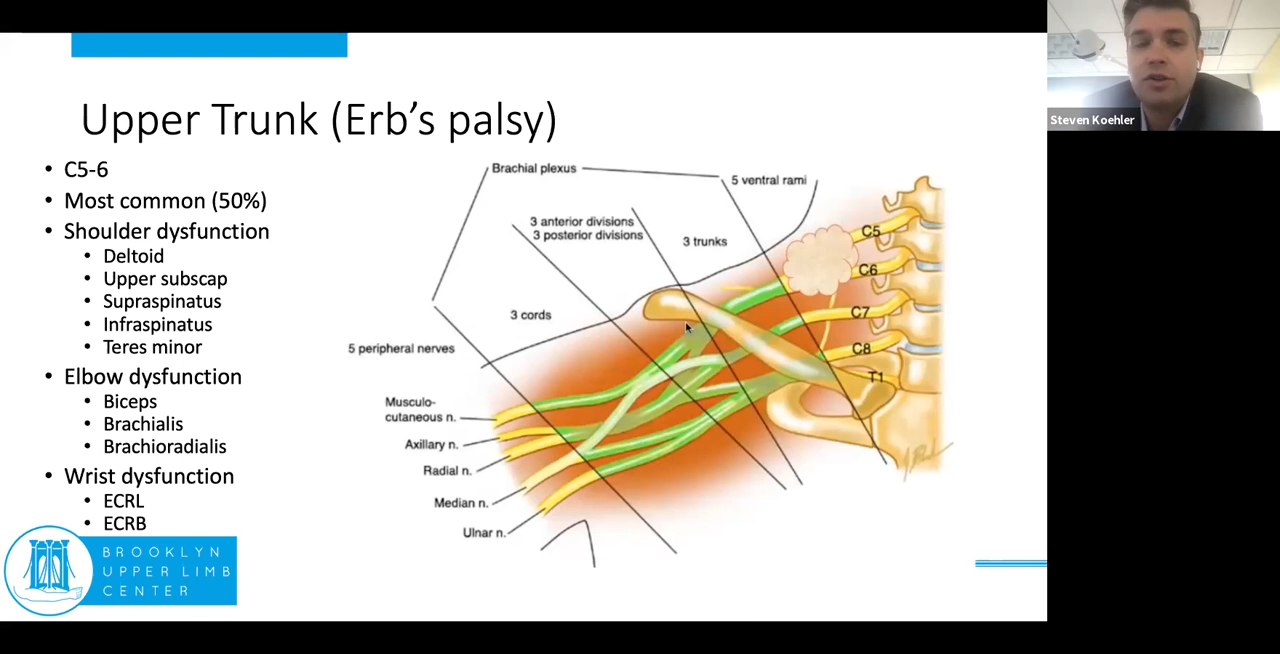 Upper Trunk (Erb's palsy)
• C5-6
• Most common (50%)
• Shoulder dysfunction
• Deltoid
• Upper subscap
• Supraspinatus
• Infraspinatus
• Teres minor
• Elbow dysfunction
• Biceps
• Brachialis
• Brachioradialis
• Wrist dysfunction
• ECRL
• ECRB
BROOKLYN
UPPER LIMB
CENTER
Brachial plexus
5 ventral rami
3 anterior divisions
3 posterior divisions
3 trunks
3 cords
5 peripheral nerves
Musculo-
cutaneous n.
Axillary n.
Radial n.
Median n.
Ulnar n.
C5
C6
C7
C8
T1
Steven Koehler